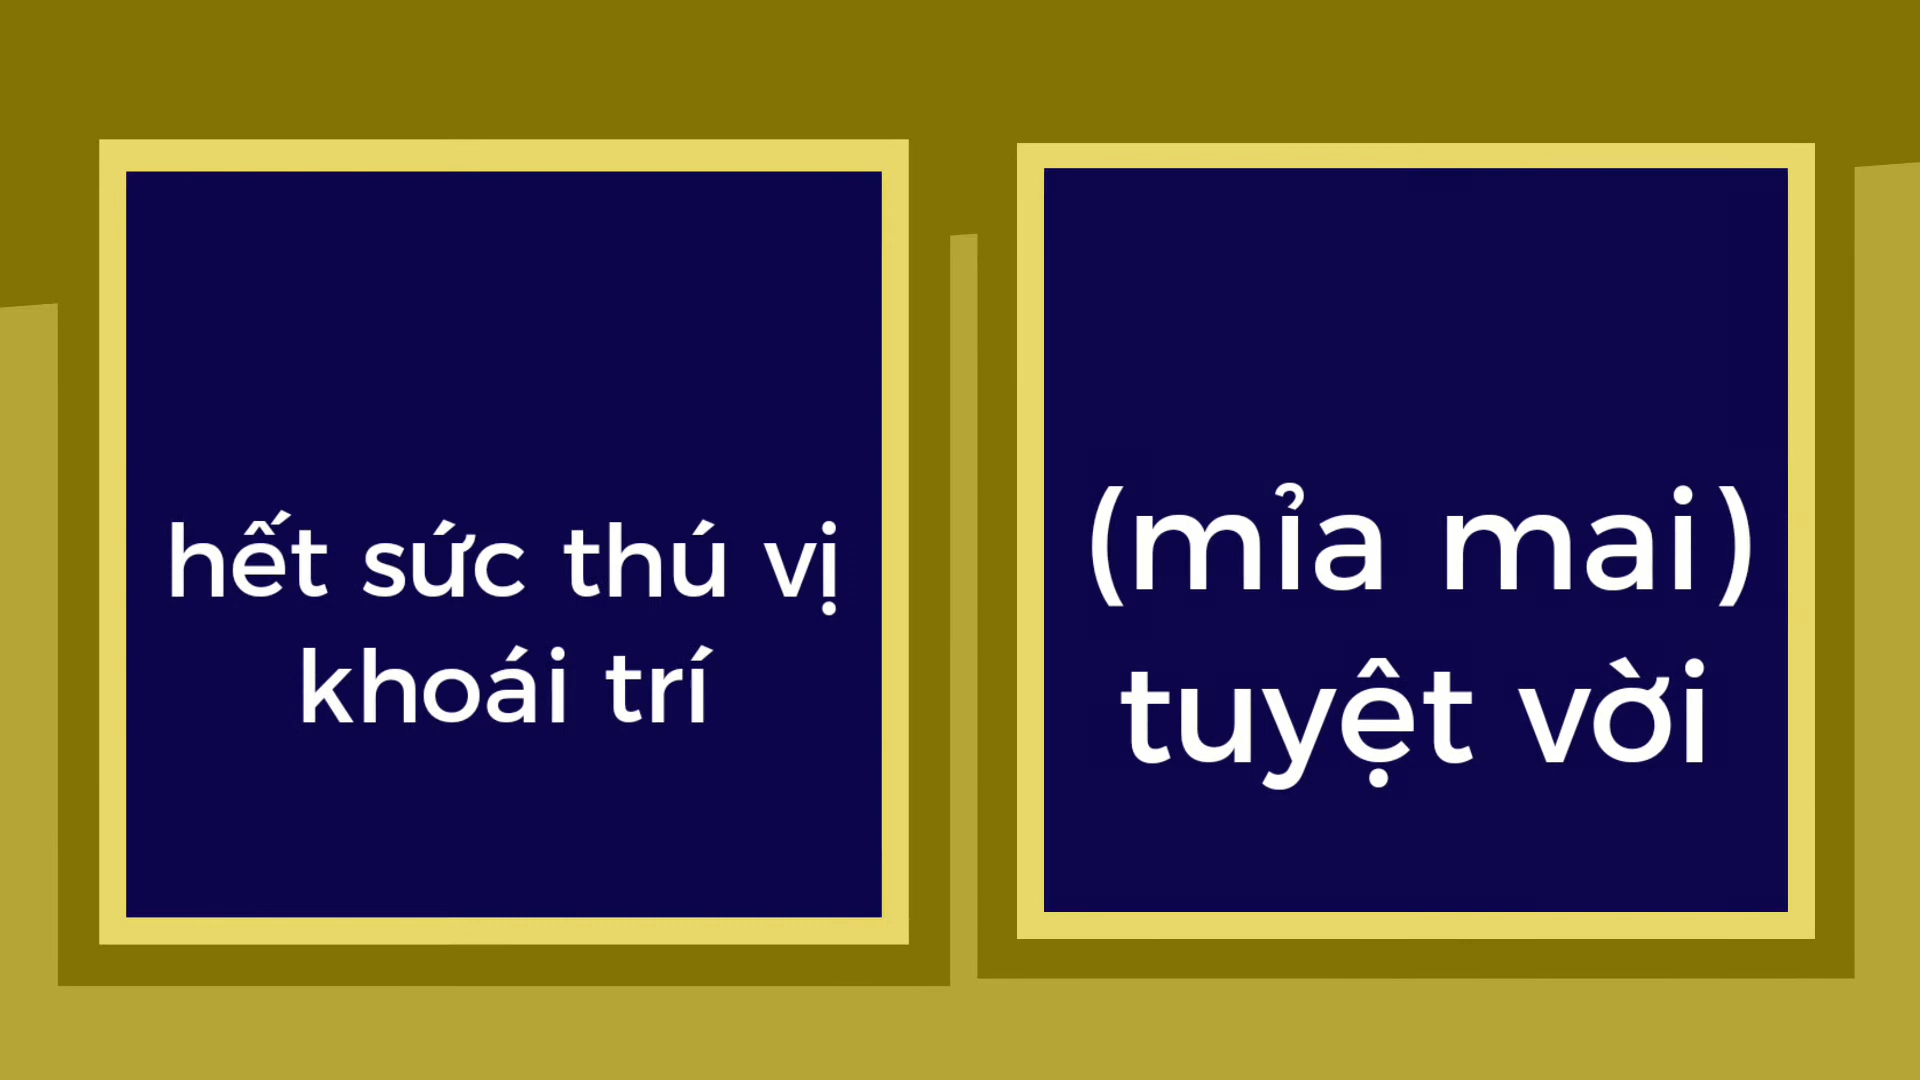 hết sức thú vị
khoái trí
(mỉa mai)
tuyệt vời